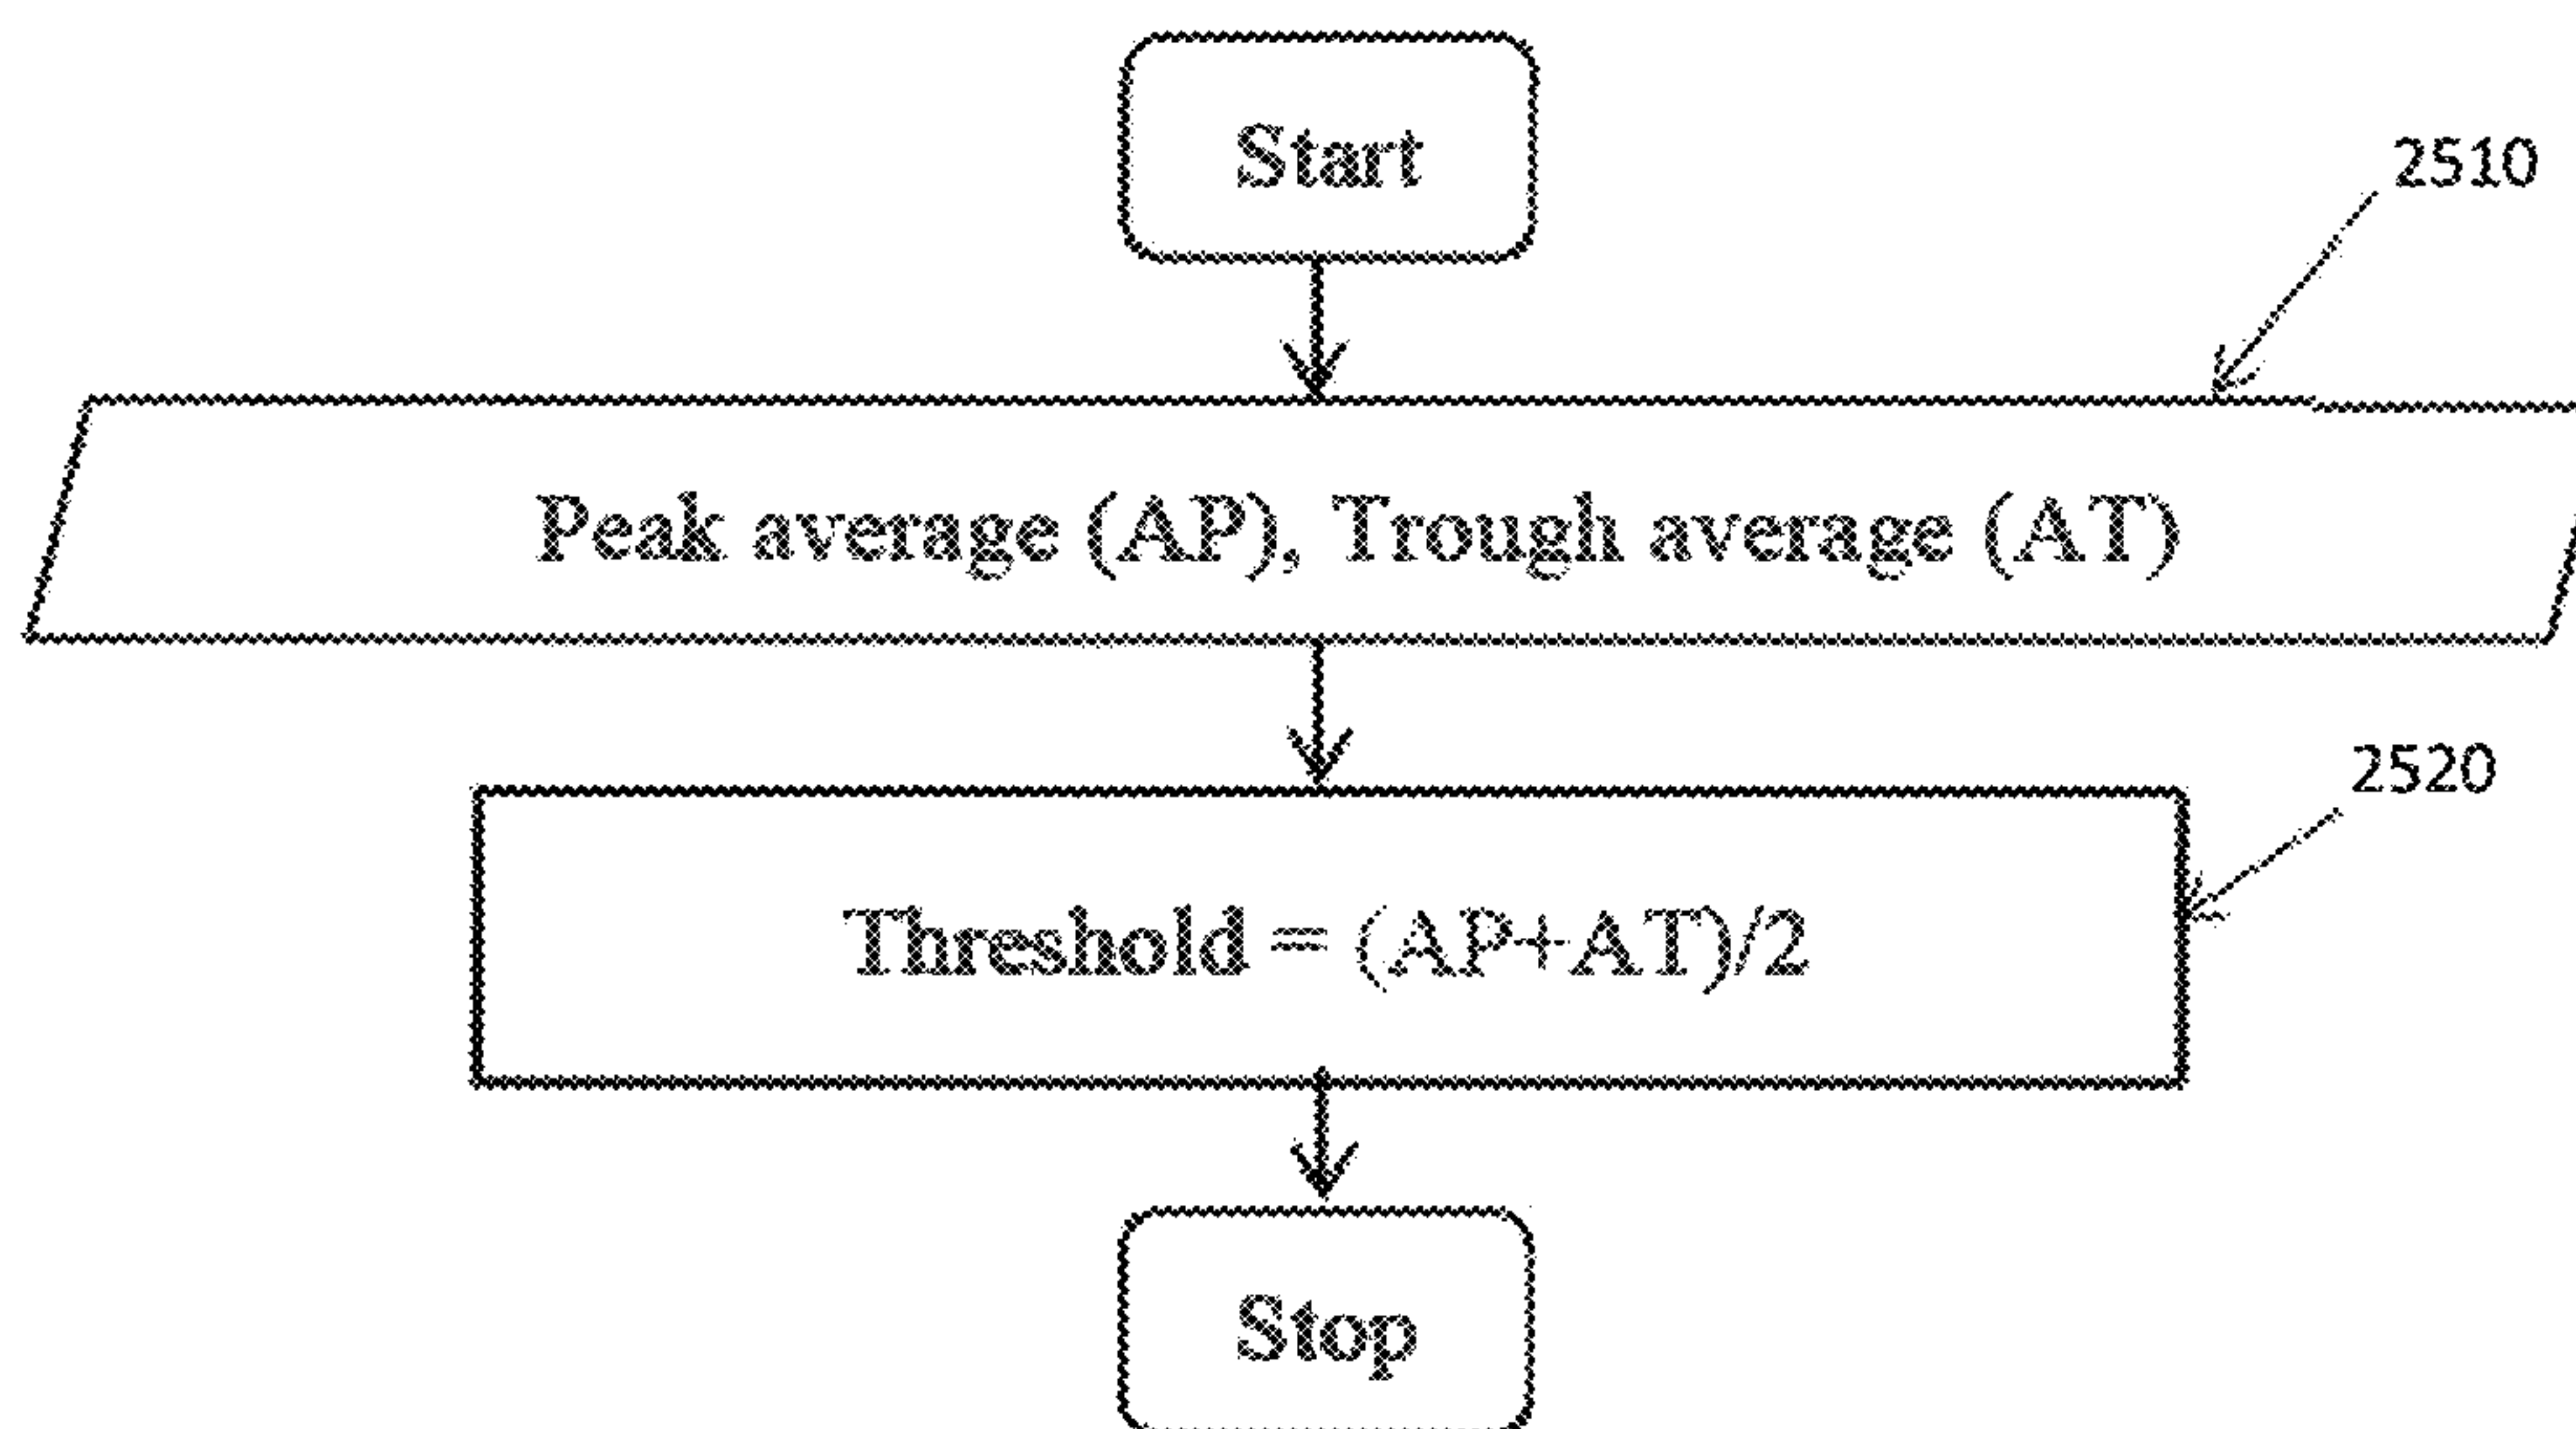 Start
2510
Peak average (AP), Trough average (AT)
2520
Threshold = (AP+AT)/2
Stop